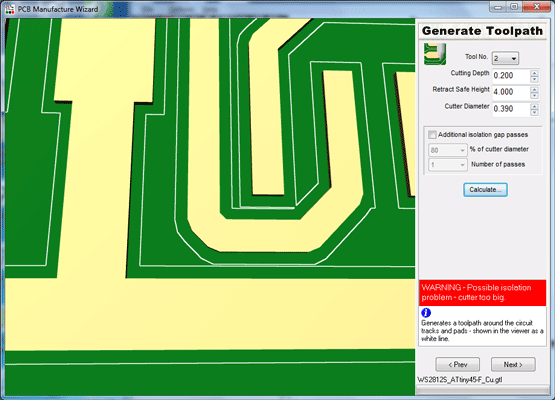 PCB Manufacture Wizard
Generate Toolpath
Tool No. 2
Cutting Depth 0.200
Retract Safe Height 4.000
Cutter Diameter 0.390
Additional isolation gap passes
80 % of cutter diameter
1 Number of passes
Calculate...
WARNING - Possible isolation
problem - cutter too big.
i
Generates a toolpath around the circuit
tracks and pads - shown in the viewer as a
white line.
< Prev Next >
WS2812S_ATtiny45-F_Cu.gtl